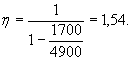 η = 1 / (1 − 1700/4900) = 1,54.